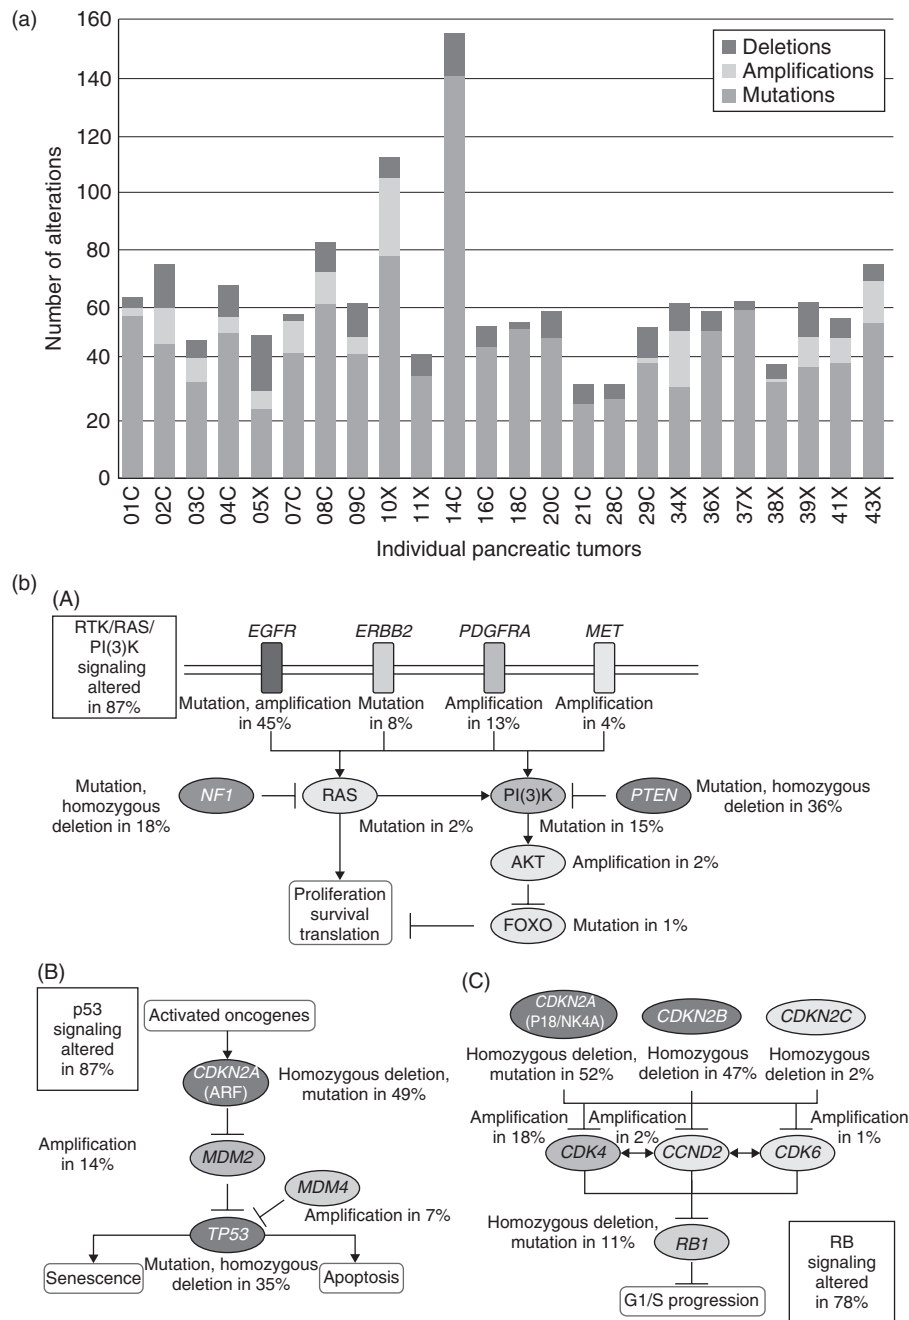 (a)
160
140
120
100
80
60
40
20
0
Number of alterations
Deletions
Amplifications
Mutations
01C
02C
03C
04C
05X
07C
08C
09C
10X
11X
14C
16C
18C
20C
21C
28C
29C
34X
36X
37X
38X
39X
41X
43X
Individual pancreatic tumors
(b)
(A)
RTK/RAS/
PI(3)K
signaling
altered
in 87%
EGFR
ERBB2
PDGFRA
MET
Mutation, amplification
in 45%
Mutation
in 8%
Amplification
in 13%
Amplification
in 4%
Mutation,
homozygous
deletion in 18%
NF1
RAS
PI(3)K
PTEN
Mutation, homozygous
deletion in 36%
Mutation in 2%
Mutation in 15%
AKT
Amplification in 2%
Proliferation
survival
translation
FOXO
Mutation in 1%
(B)
p53
signaling
altered
in 87%
Activated oncogenes
CDKN2A
(ARF)
Homozygous deletion,
mutation in 49%
Amplification
in 14%
MDM2
MDM4
Amplification in 7%
TP53
Mutation, homozygous
deletion in 35%
Senescence
Apoptosis
(C)
CDKN2A
(P18/NK4A)
CDKN2B
CDKN2C
Homozygous deletion,
mutation in 52%
Homozygous
deletion in 47%
Homozygous
deletion in 2%
Amplification
in 18%
Amplification
in 2%
Amplification
in 1%
CDK4
CCND2
CDK6
Homozygous deletion,
mutation in 11%
RB1
G1/S progression
RB
signaling
altered
in 78%